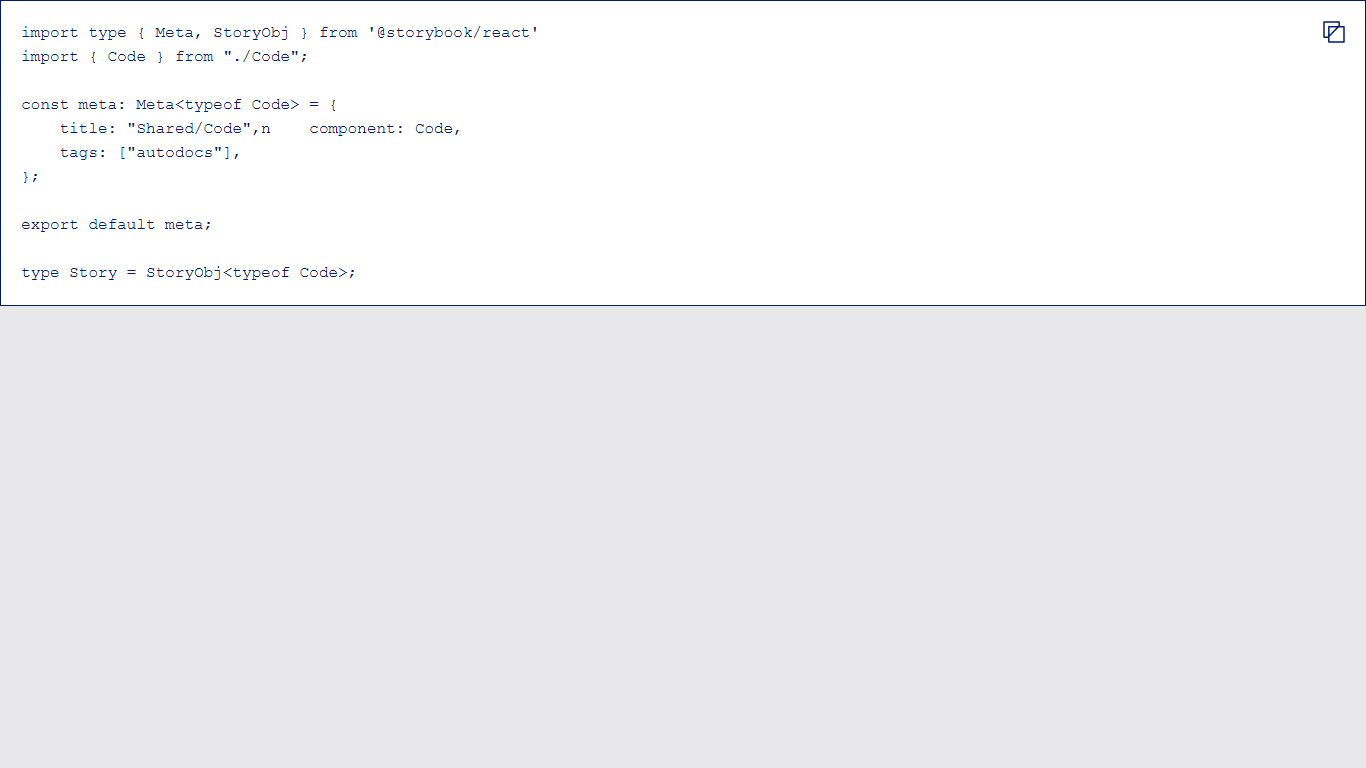 import type { Meta, StoryObj } from '@storybook/react'
import { Code } from "./Code";

const meta: Meta<typeof Code> = {
    title: "Shared/Code",n    component: Code,
    tags: ["autodocs"],
};

export default meta;

type Story = StoryObj<typeof Code>;